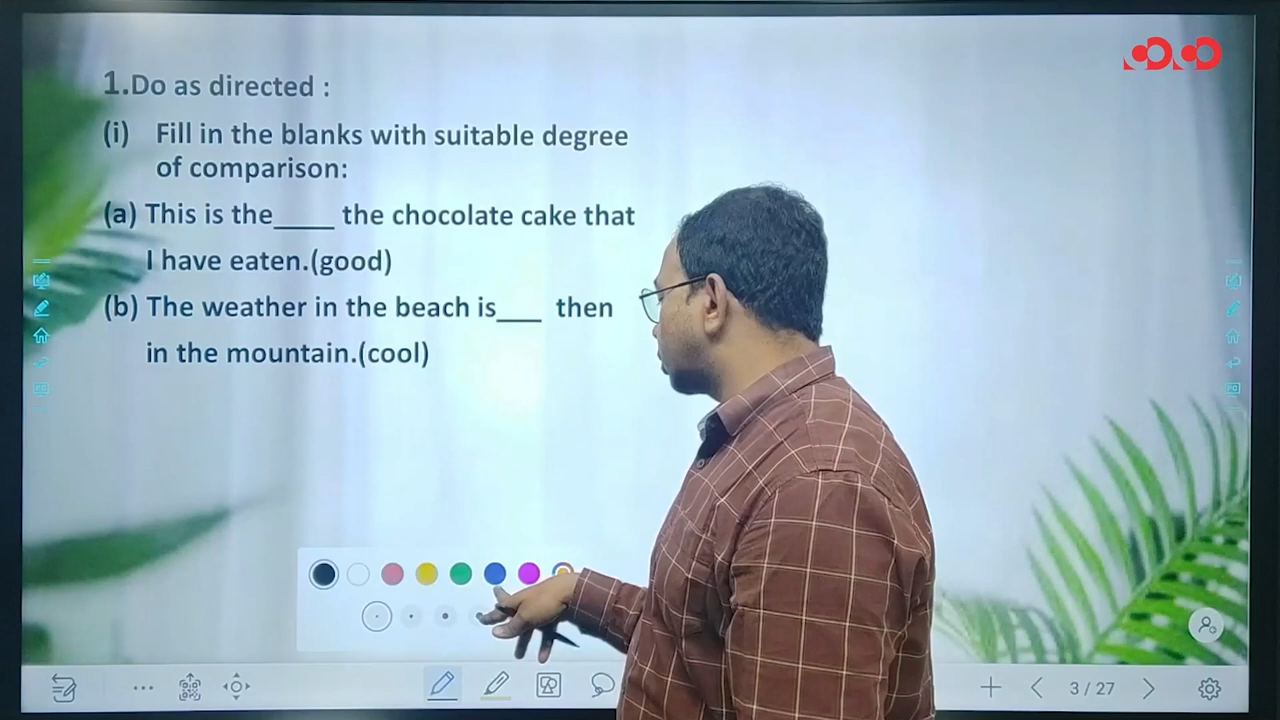 1.Do as directed :
(i) Fill in the blanks with suitable degree
of comparison:
(a) This is the____ the chocolate cake that
I have eaten.(good)
(b) The weather in the beach is___ then
in the mountain.(cool)
3 / 27